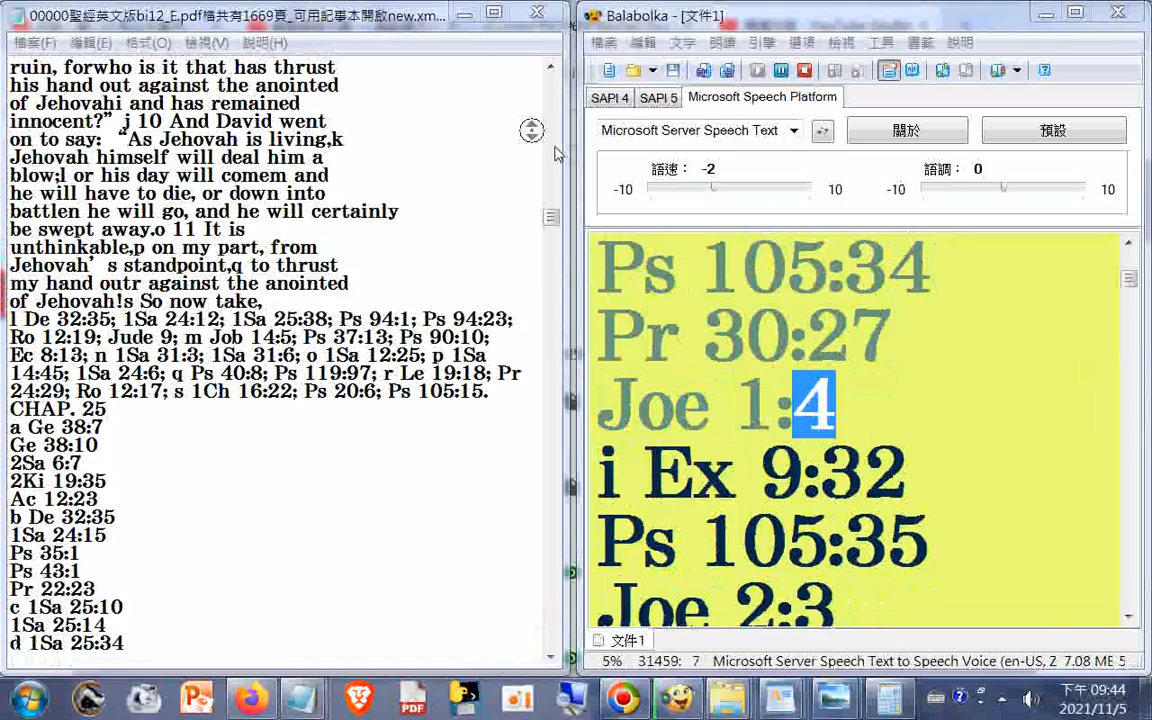 00000聖經英文版bi12_E.pdf檔共有1669頁_可用記事本開啟new.xm...
檔案(F) 編輯(E) 格式(O) 檢視(V) 說明(H)
ruin, forwho is it that has thrust
his hand out against the anointed
of Jehovahi and has remained
innocent?” j 10 And David went
on to say: “As Jehovah is living,k
Jehovah himself will deal him a
blow;l or his day will comem and
he will have to die, or down into
battlen he will go, and he will certainly
be swept away.o 11 It is
unthinkable,p on my part, from
Jehovah’s standpoint,q to thrust
my hand outr against the anointed
of Jehovah!s So now take,
l De 32:35; 1Sa 24:12; 1Sa 25:38; Ps 94:1; Ps 94:23;
Ro 12:19; Jude 9; m Job 14:5; Ps 37:13; Ps 90:10;
Ec 8:13; n 1Sa 31:3; 1Sa 31:6; o 1Sa 12:25; p 1Sa
14:45; 1Sa 24:6; q Ps 40:8; Ps 119:97; r Le 19:18; Pr
24:29; Ro 12:17; s 1Ch 16:22; Ps 20:6; Ps 105:15.
CHAP. 25
a Ge 38:7
Ge 38:10
2Sa 6:7
2Ki 19:35
Ac 12:23
b De 32:35
1Sa 24:15
Ps 35:1
Ps 43:1
Pr 22:23
c 1Sa 25:10
1Sa 25:14
d 1Sa 25:34
Balabolka - [文件1]
檔案 編輯 文字 朗讀 引擎 選項 檢視 工具 書籤 說明
SAPI 4 SAPI 5 Microsoft Speech Platform
Microsoft Server Speech Text 關於 預設
語速： -2 語調： 0
-10 10 -10 10
Ps 105:34
Pr 30:27
Joe 1:4
i Ex 9:32
Ps 105:35
Joe 2:3
文件1
5% 31459: 7 Microsoft Server Speech Text to Speech Voice (en-US, Z 7.08 MB 5
下午 09:44
2021/11/5